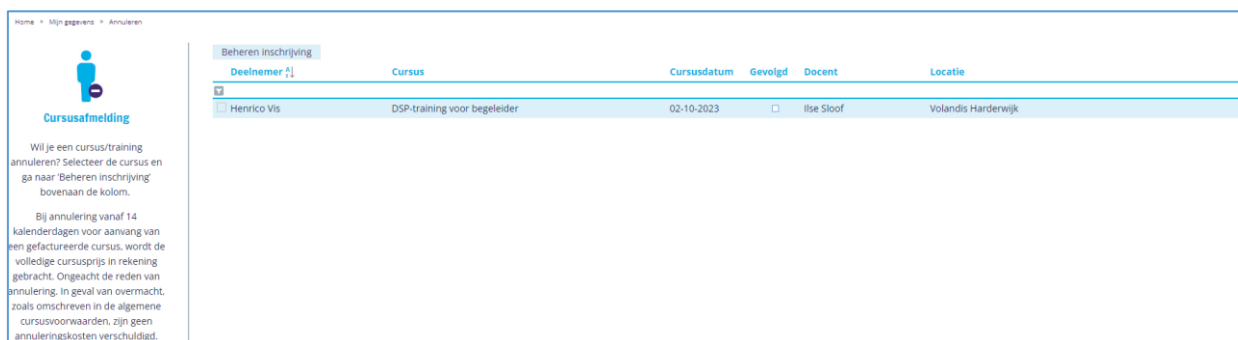 Home > Mijn gegevens > Annuleren
Cursusafmelding
Wil je een cursus/training
annuleren? Selecteer de cursus en
ga naar 'Beheren inschrijving'
bovenaan de kolom.
Bij annulering vanaf 14
kalenderdagen voor aanvang van
een gefactureerde cursus, wordt de
volledige cursusprijs in rekening
gebracht. Ongeacht de reden van
annulering. In geval van overmacht,
zoals omschreven in de algemene
cursusvoorwaarden, zijn geen
annuleringskosten verschuldigd.
Beheren inschrijving
Deelnemer Cursus Cursusdatum Gevolgd Docent Locatie
Henrico Vis DSP-training voor begeleider 02-10-2023 Ilse Sloof Volandis Harderwijk